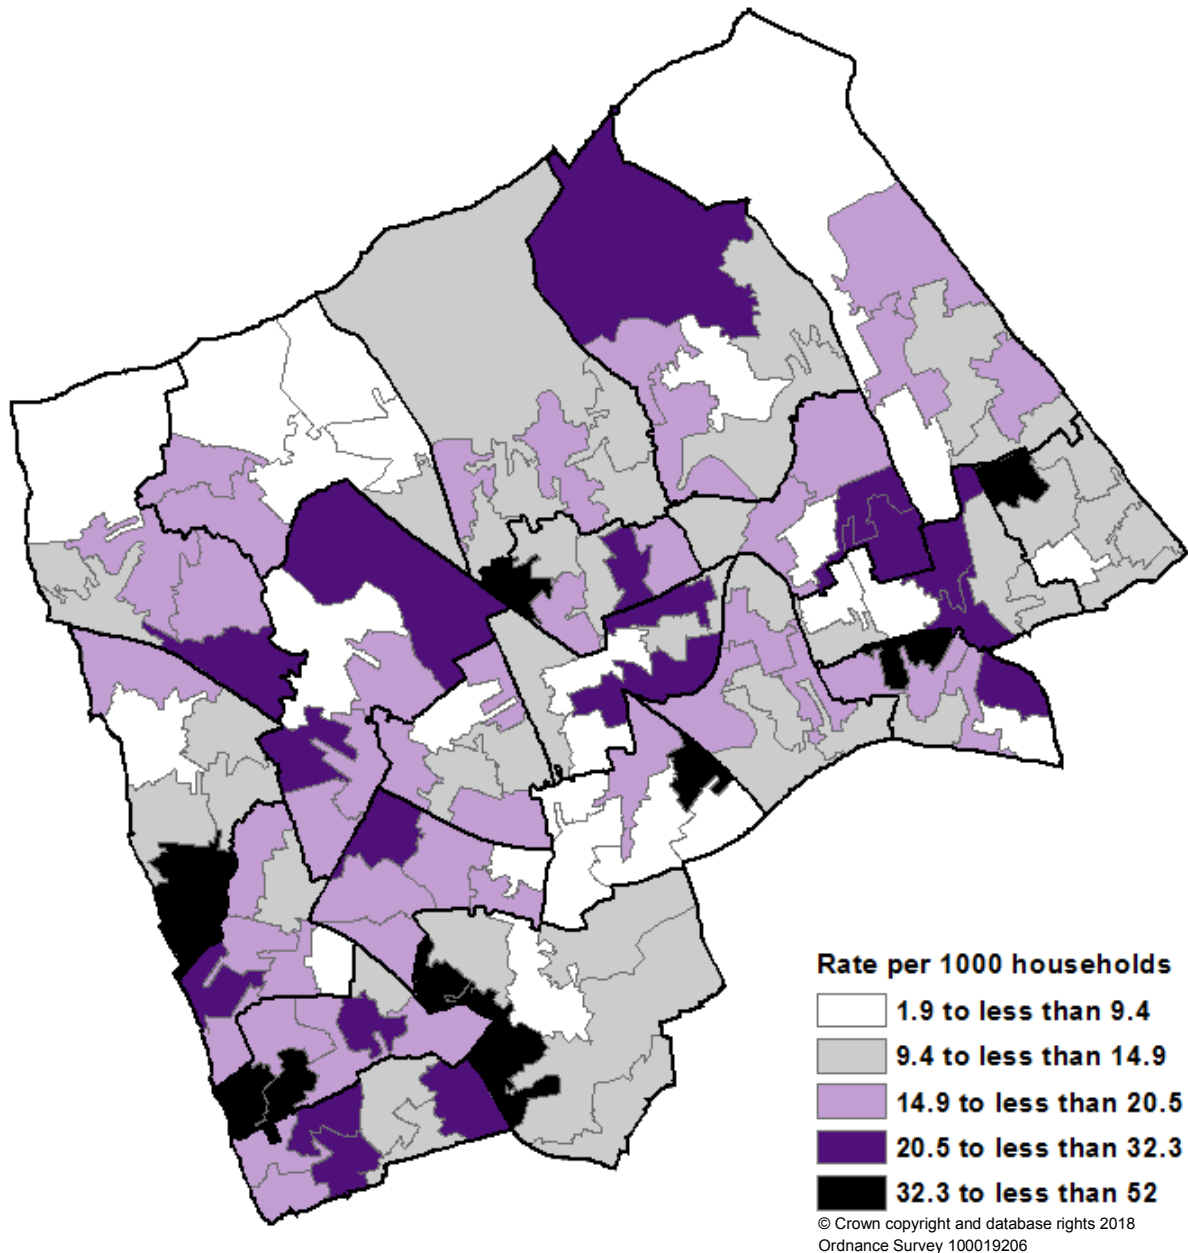 Rate per 1000 households
1.9 to less than 9.4
9.4 to less than 14.9
14.9 to less than 20.5
20.5 to less than 32.3
32.3 to less than 52
© Crown copyright and database rights 2018
Ordnance Survey 100019206